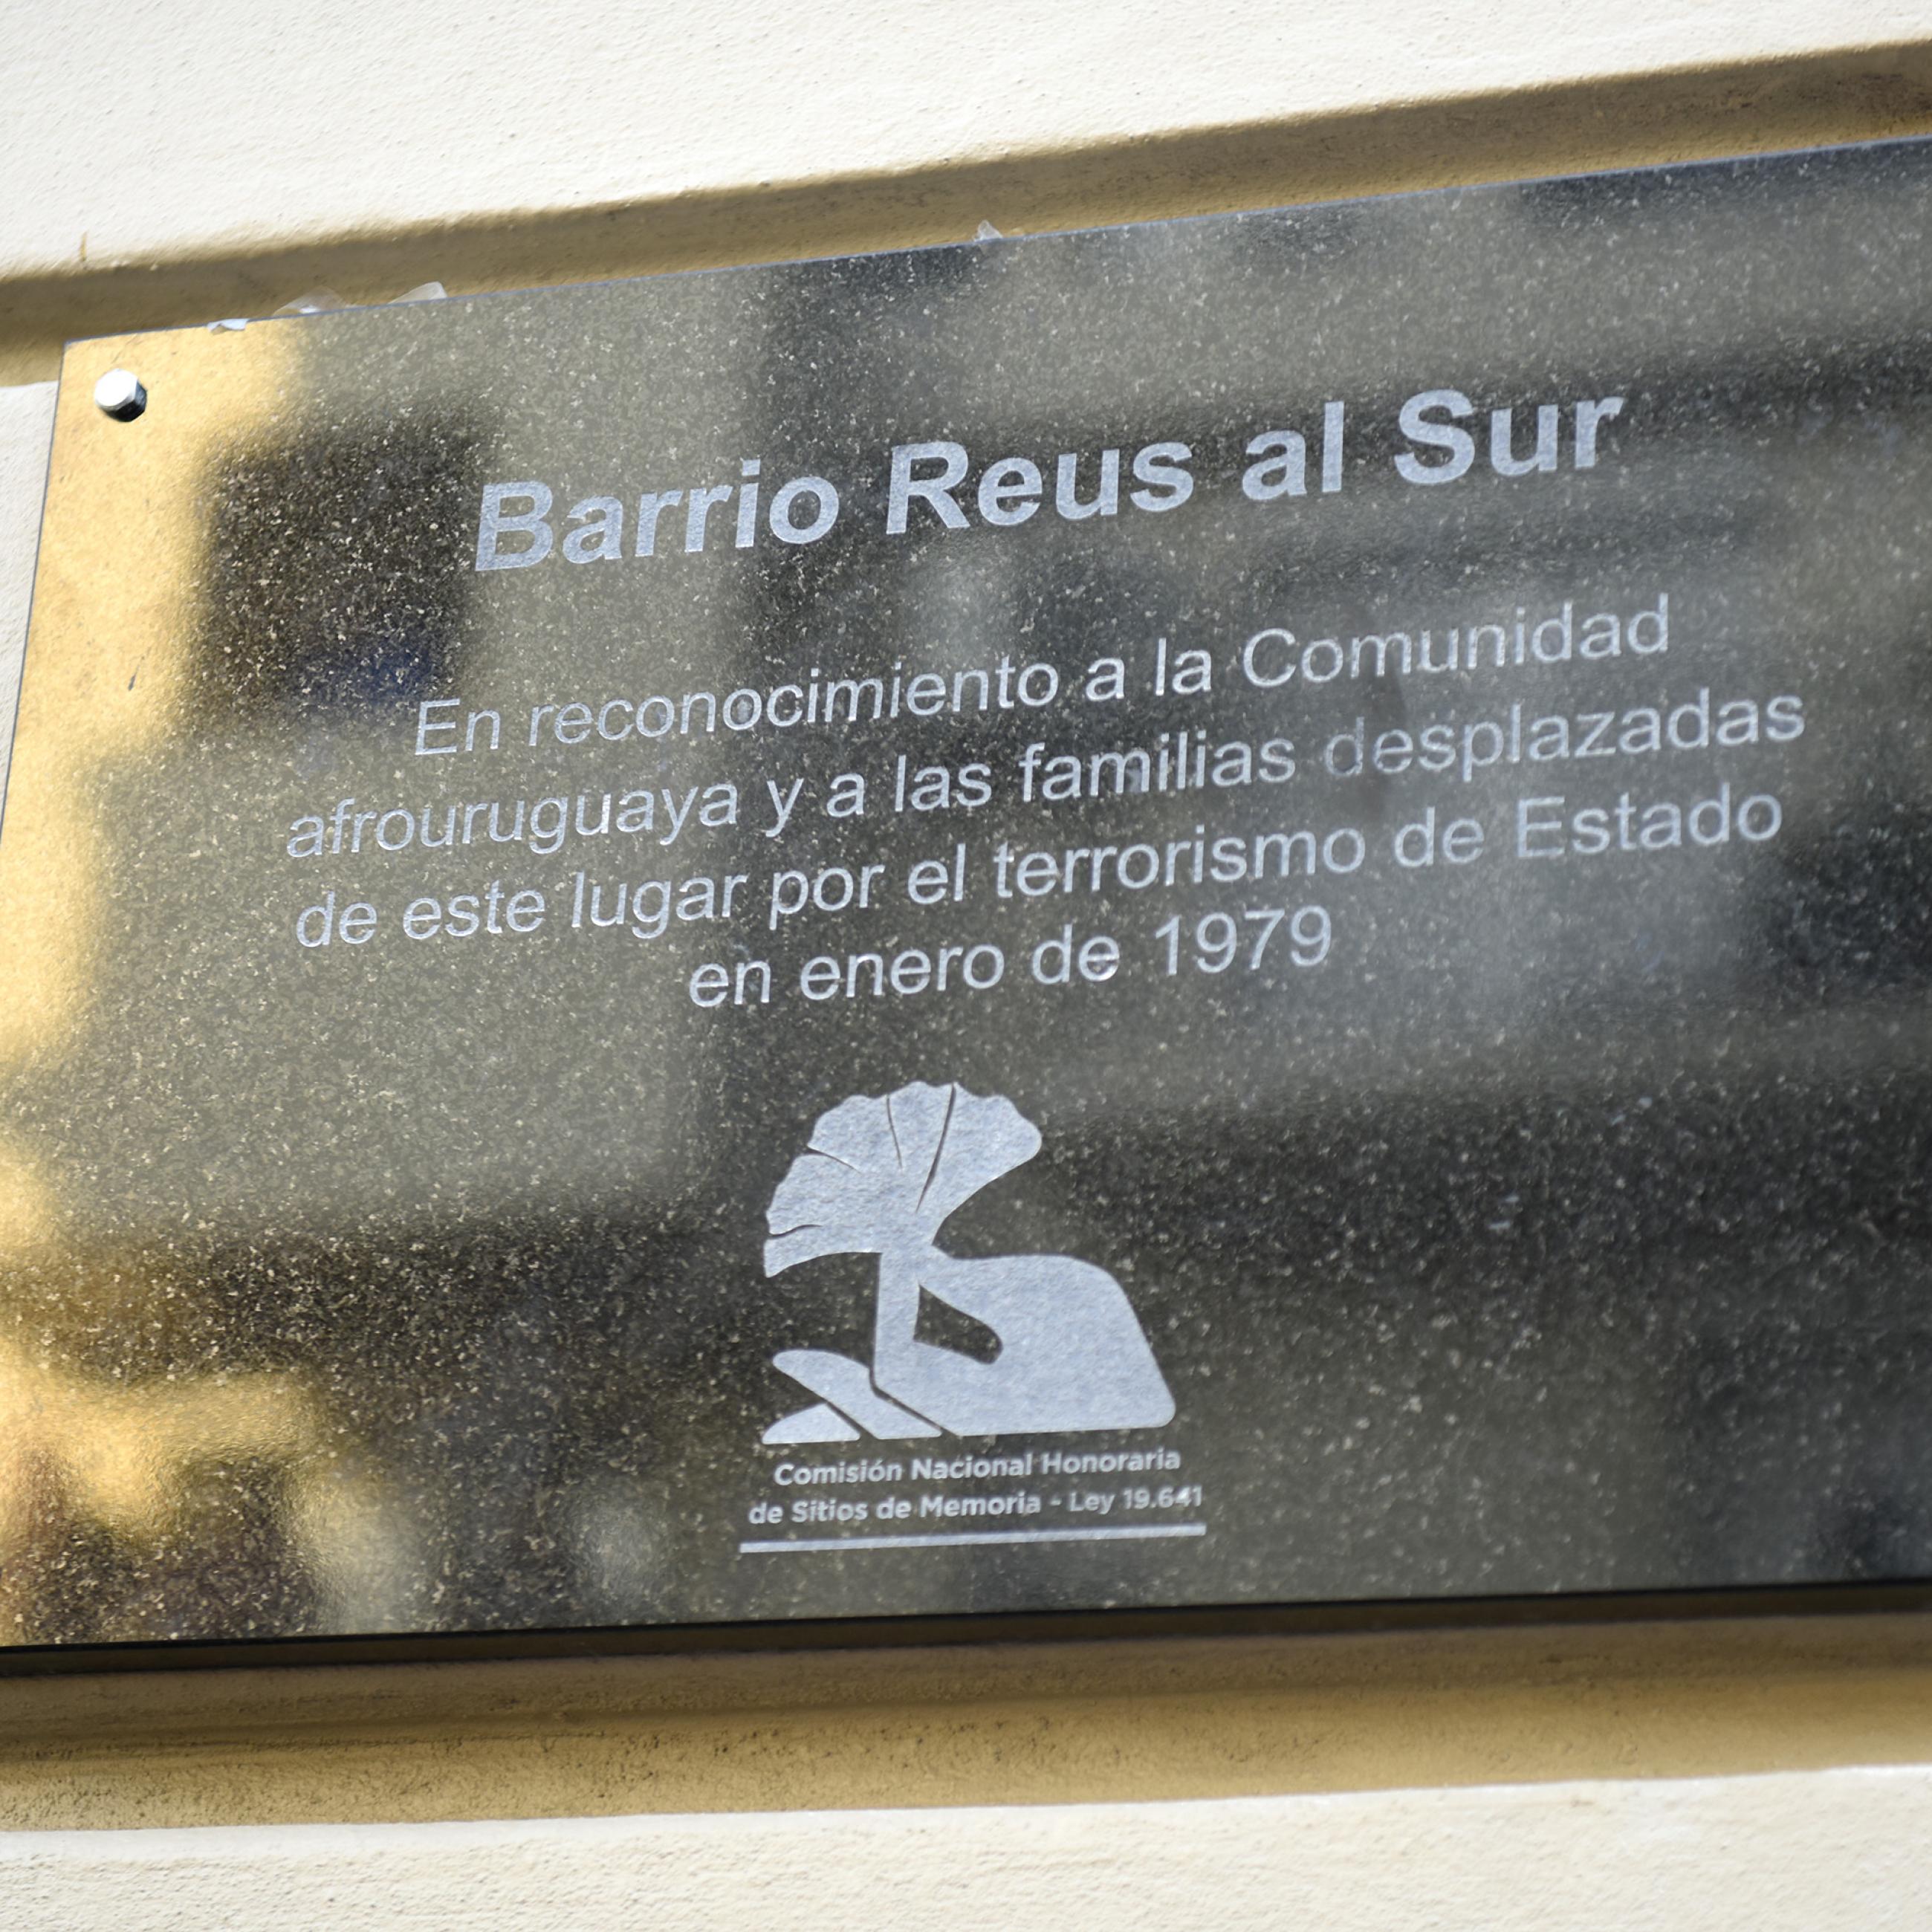 Barrio Reus al Sur
En reconocimiento a la Comunidad
afrouruguaya y a las familias desplazadas
de este lugar por el terrorismo de Estado
en enero de 1979
Comisión Nacional Honoraria
de Sitios de Memoria - Ley 19.641